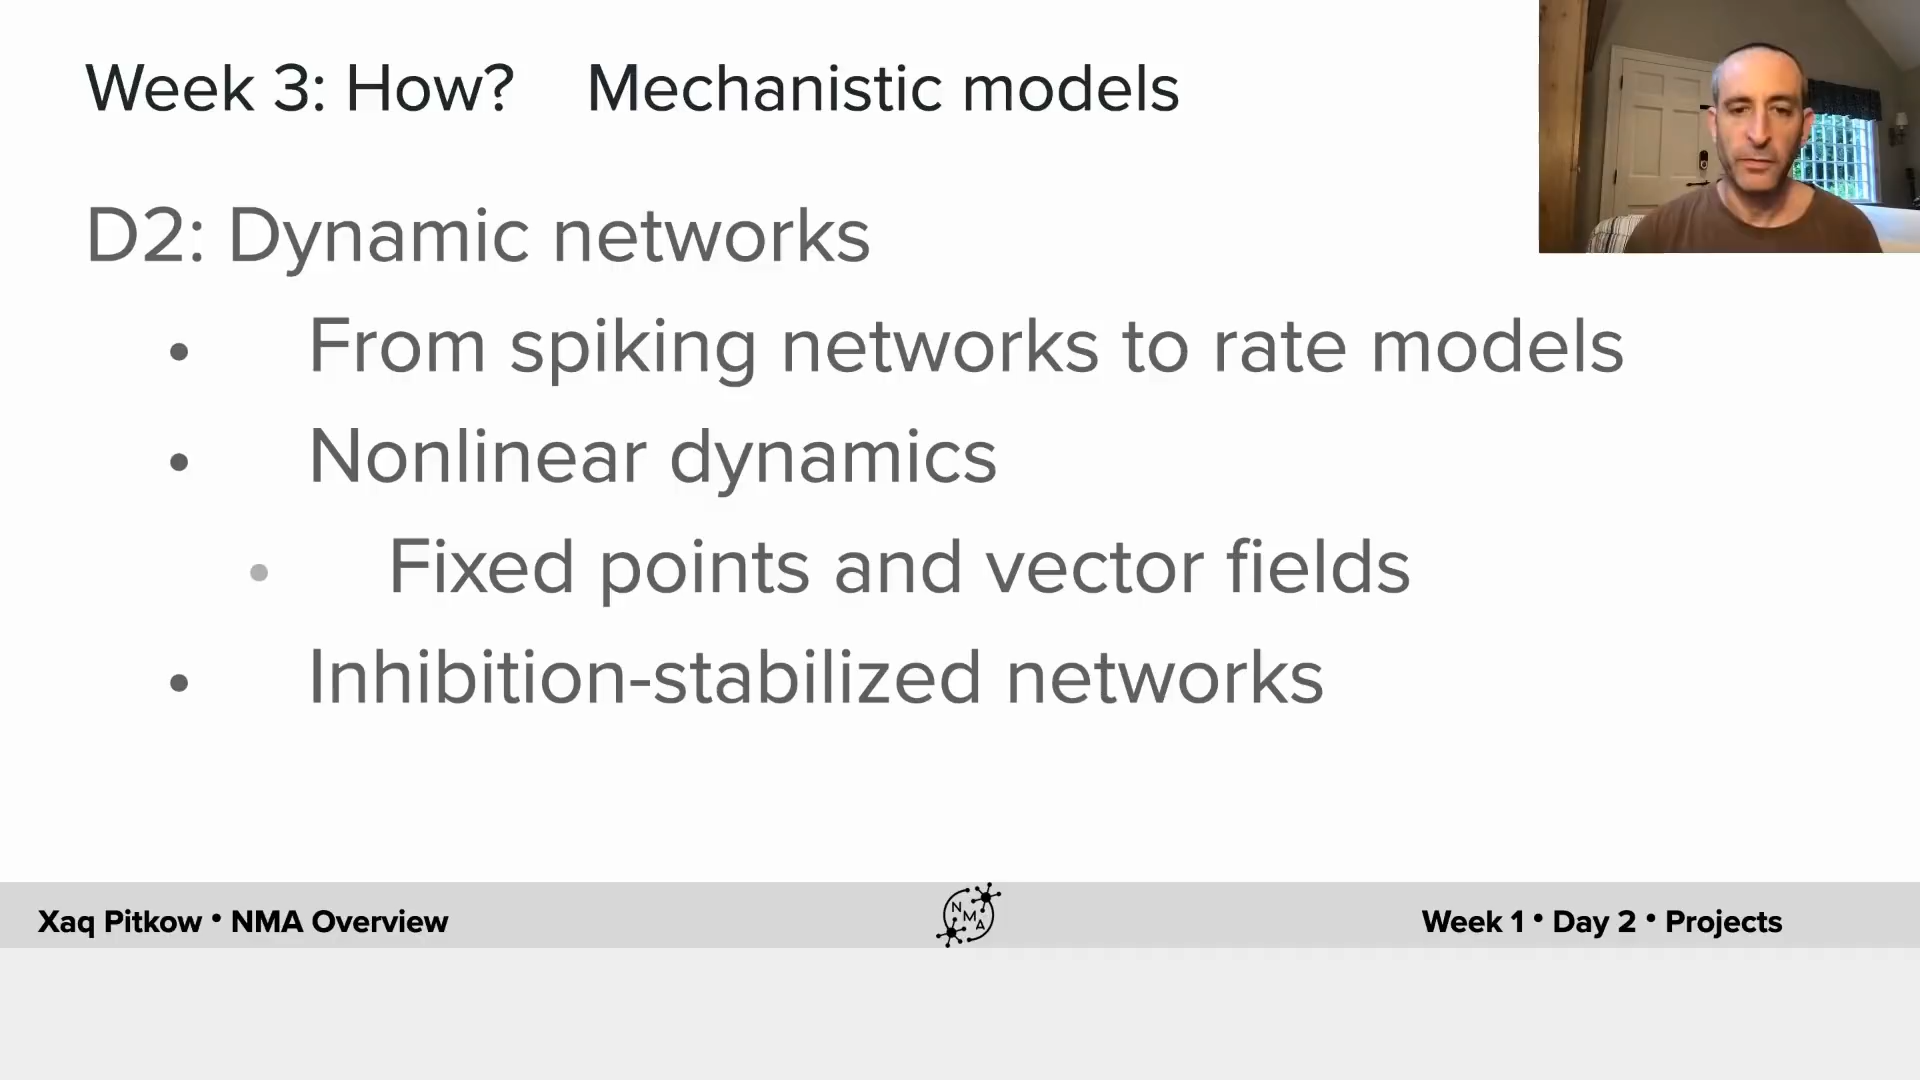 Week 3: How? Mechanistic models
D2: Dynamic networks
• From spiking networks to rate models
• Nonlinear dynamics
• Fixed points and vector fields
• Inhibition-stabilized networks
Xaq Pitkow • NMA Overview
N M A
Week 1 • Day 2 • Projects